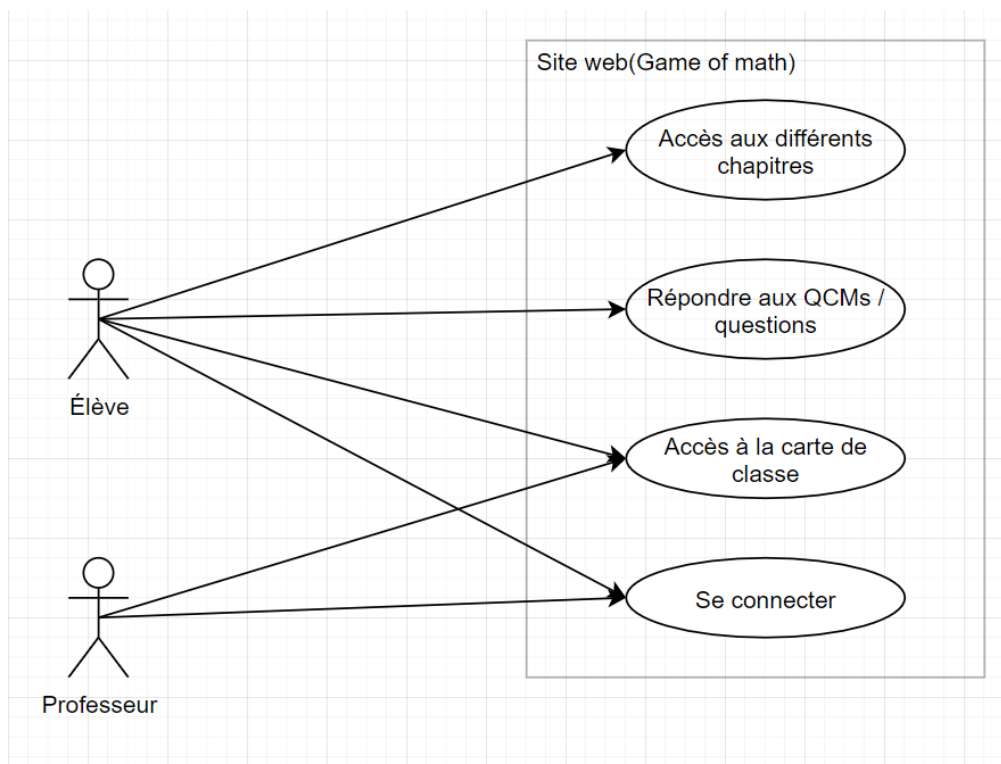 Site web(Game of math)
Accès aux différents
chapitres
Répondre aux QCMs /
questions
Élève
Accès à la carte de
classe
Se connecter
Professeur